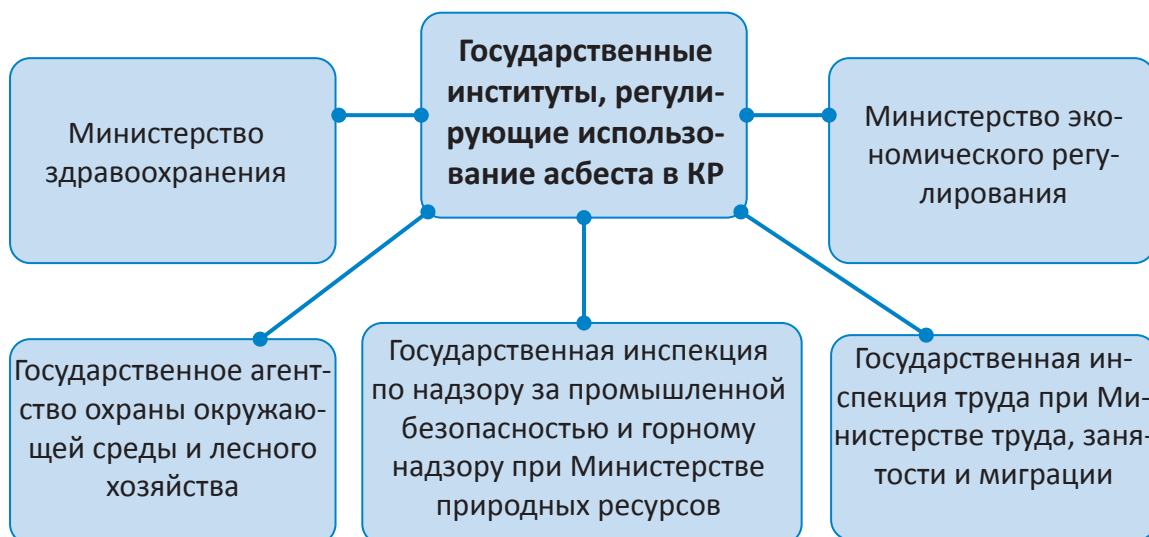 Государственные
институты, регули-
рующие использо-
вание асбеста в КР
Министерство
здравоохранения
Министерство эко-
номического регу-
лирования
Государственное агент-
ство охраны окружаю-
щей среды и лесного
хозяйства
Государственная инспекция
по надзору за промышленной
безопасностью и горному
надзору при Министерстве
природных ресурсов
Государственная ин-
спекция труда при Ми-
нистерстве труда, заня-
тости и миграции